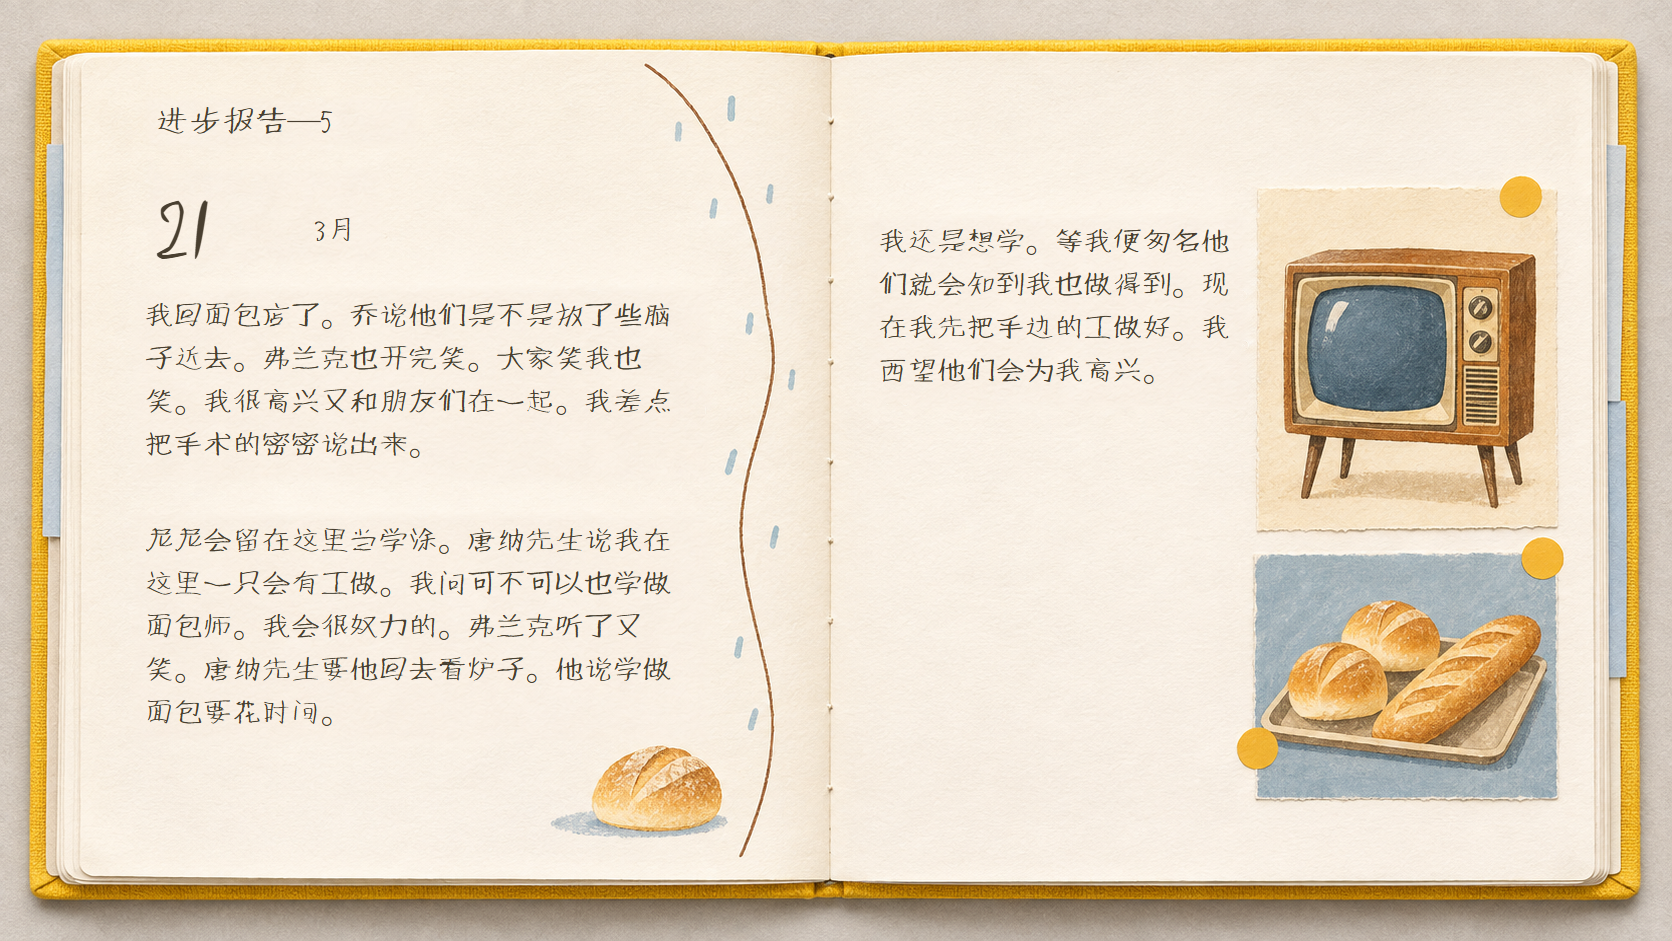 进步报告——5
21
3月
我回面包店了。乔说他们是不是放了些脑
子进去。弗兰克也开完笑。大家笑我也
笑。我很高兴又和朋友们在一起。我差点
把手术的密密说出来。
尼尼会留在这里当学涂。唐纳先生说我在
这里一只会有工做。我问可不可以也学做
面包师。我会很奴力的。弗兰克听了又
笑。唐纳先生要他回去看炉子。他说学做
面包要花时间。
我还是想学。等我便匆名他
们就会知到我也做得到。现
在我先把手边的工做好。我
西望他们会为我高兴。